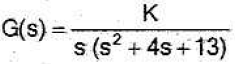 G(s) = K / (s (s² + 4s + 13))